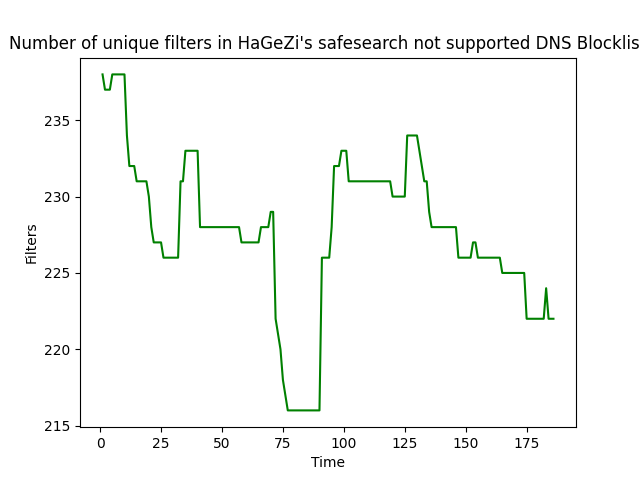 Number of unique filters in HaGeZi's safesearch not supported DNS Blocklis
235
230
225
220
215
Filters
0 25 50 75 100 125 150 175
Time